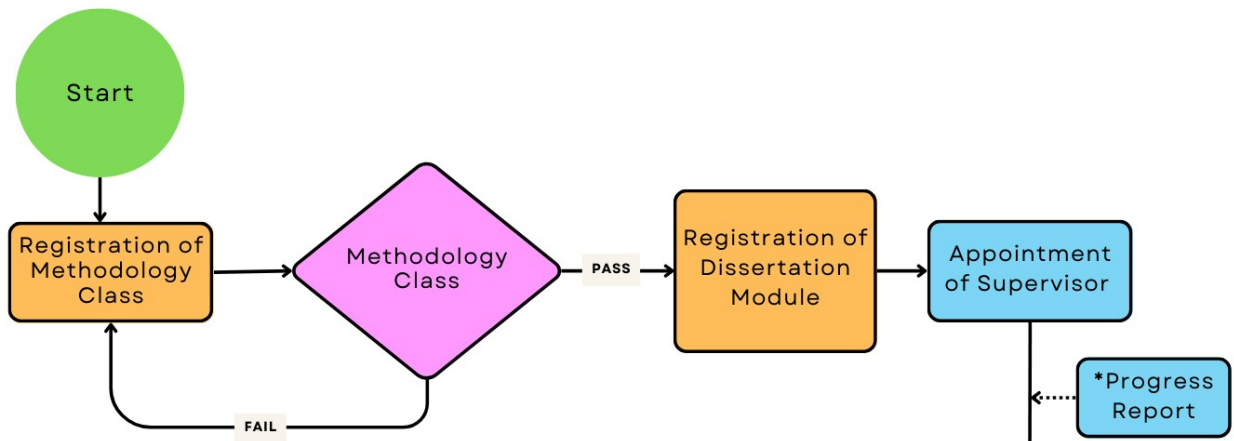 Start
Registration of
Methodology
Class
Methodology
Class
PASS
Registration of
Dissertation
Module
Appointment
of Supervisor
*Progress
Report
FAIL